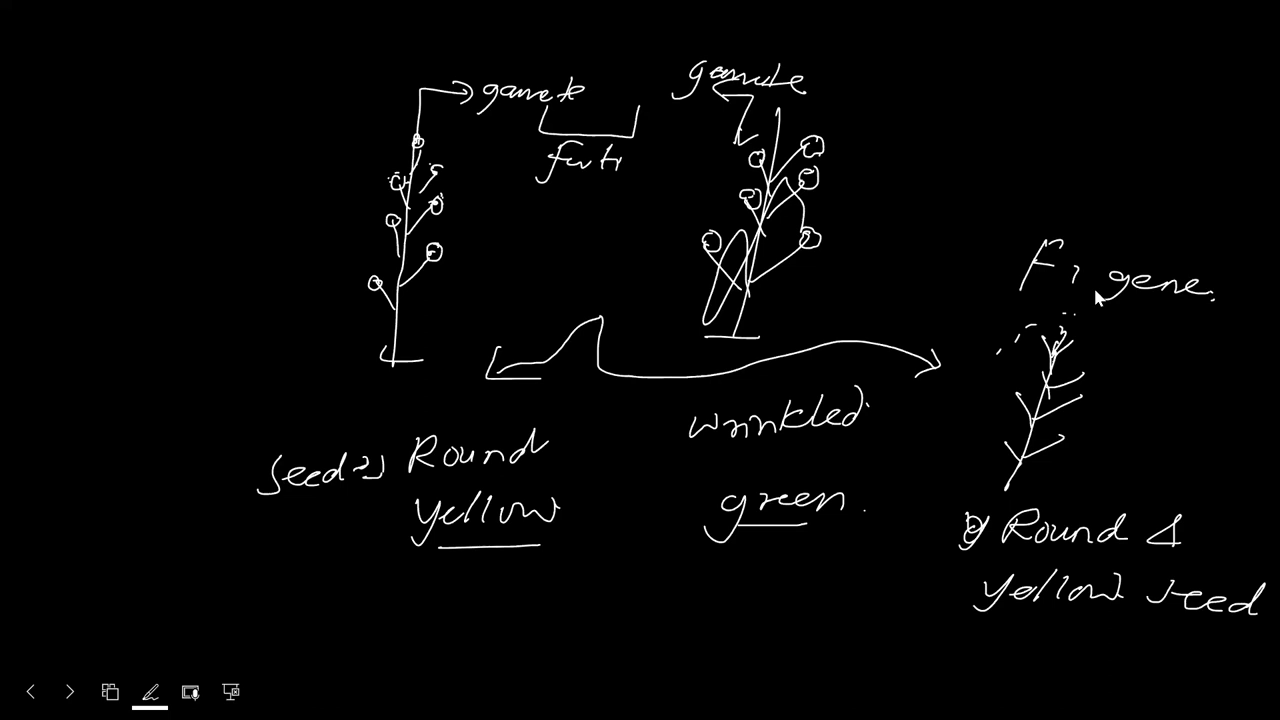 gamete
gamete
ferti
F1 gene.
wrinkled
seed Round
yellow
green.
Round &
yellow seed